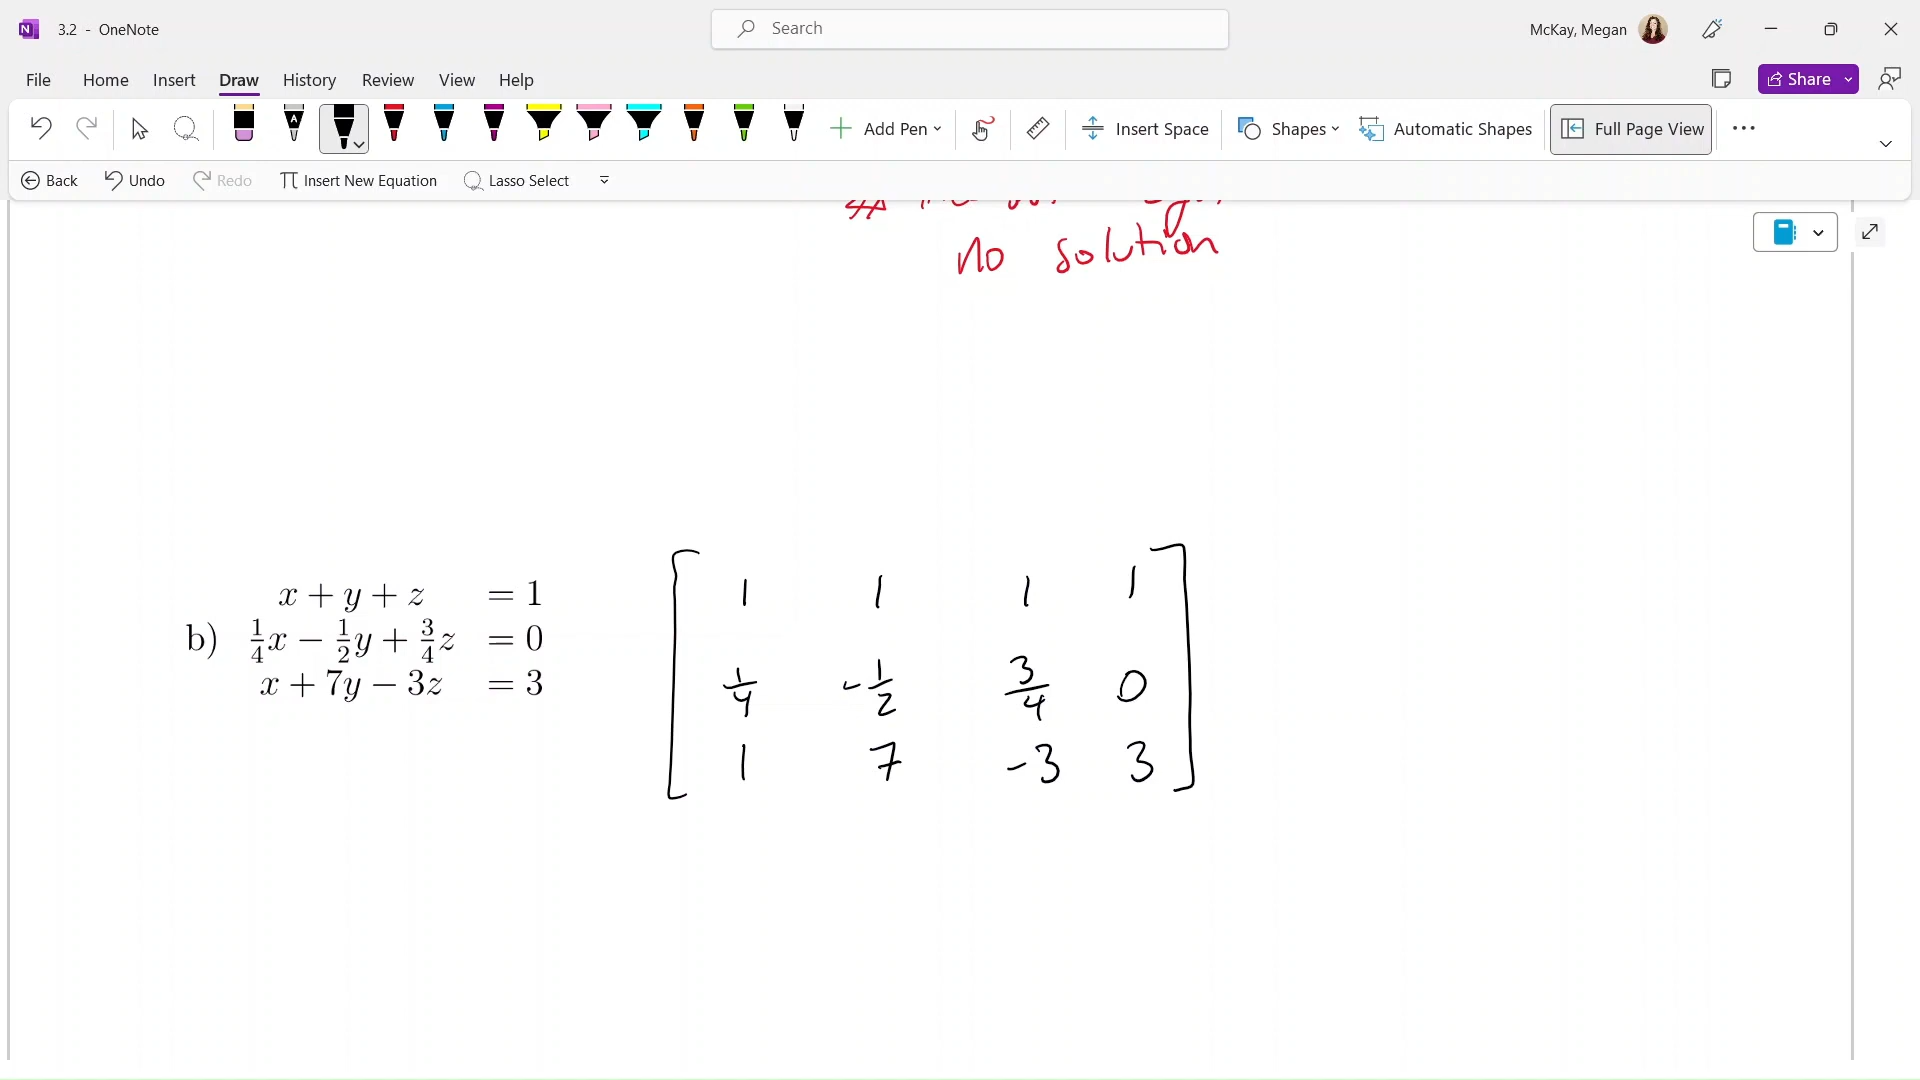 3.2 - OneNote
Search
McKay, Megan
File Home Insert Draw History Review View Help
Share
Add Pen
Insert Space
Shapes
Automatic Shapes
Full Page View
Back Undo Redo Insert New Equation Lasso Select
no solution
b)
x + y + z = 1
1/4 x − 1/2 y + 3/4 z = 0
x + 7y − 3z = 3
1 1 1 1
1/4 -1/2 3/4 0
1 7 -3 3